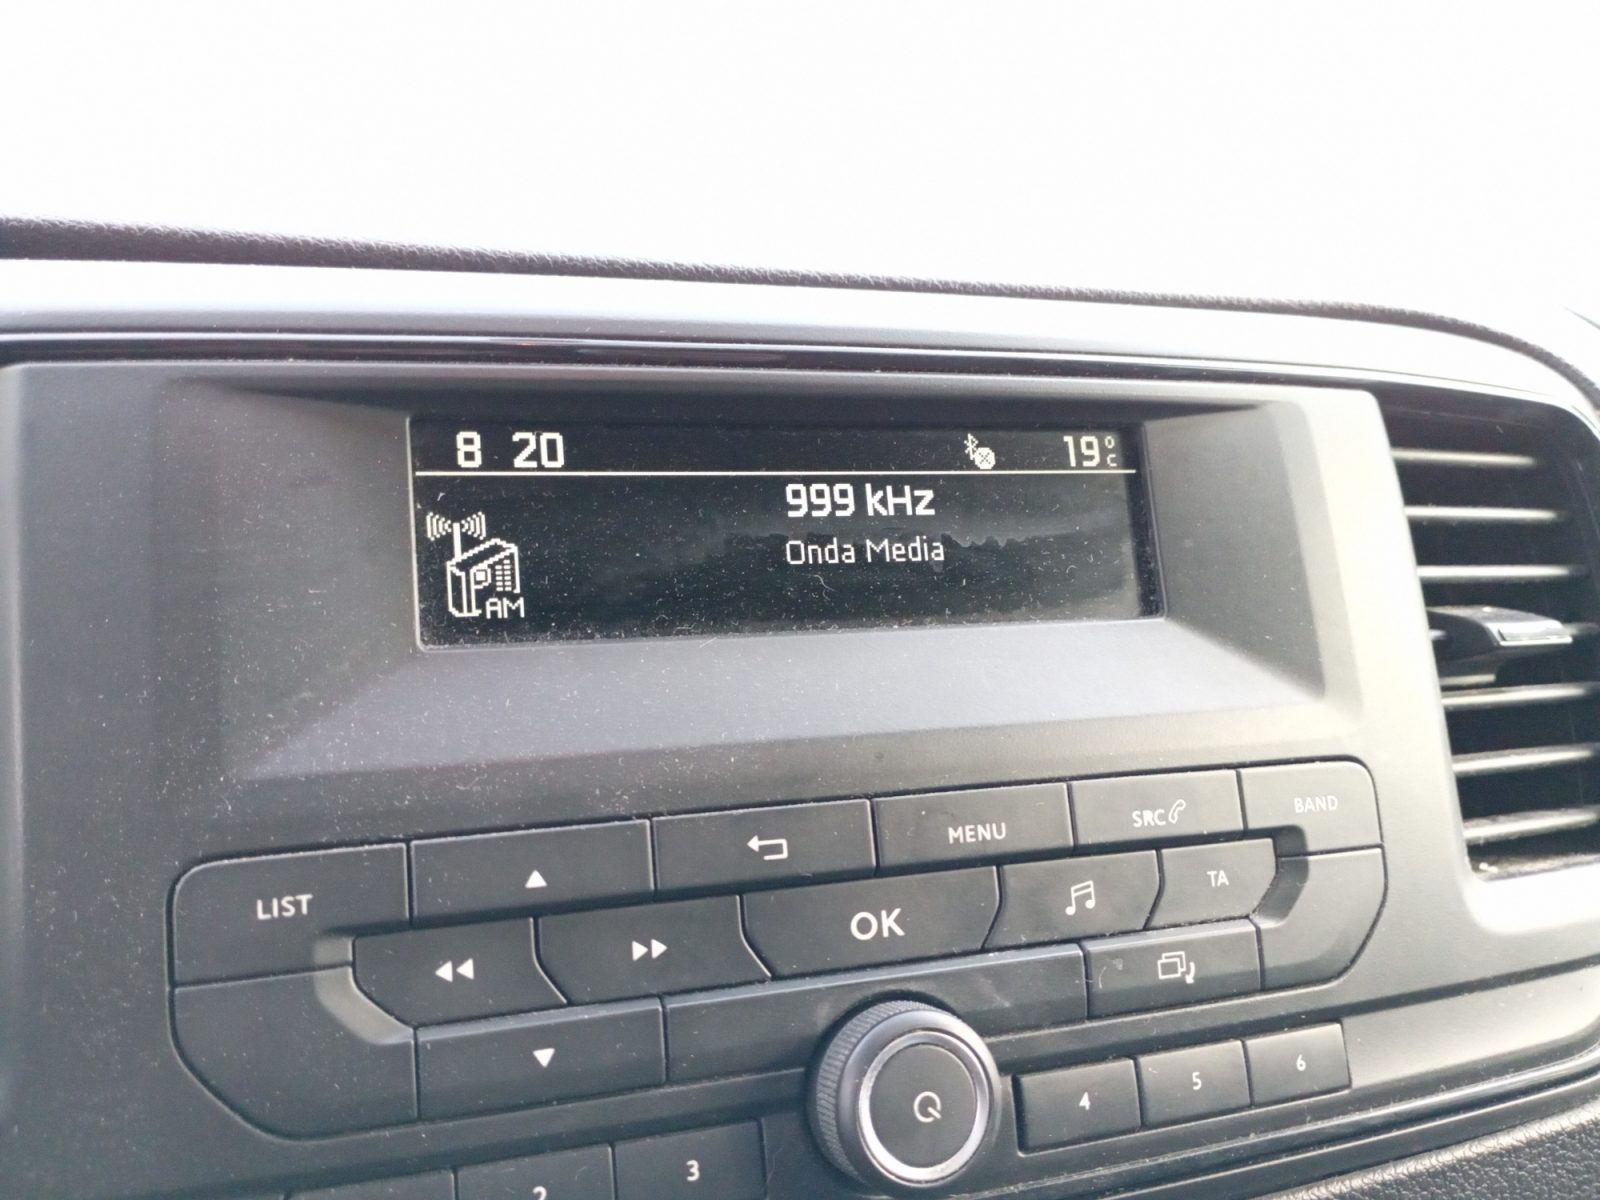 8 20 19°C
999 kHz
Onda Media
AM
LIST
MENU
SRC
BAND
OK
TA
4 5 6
2 3